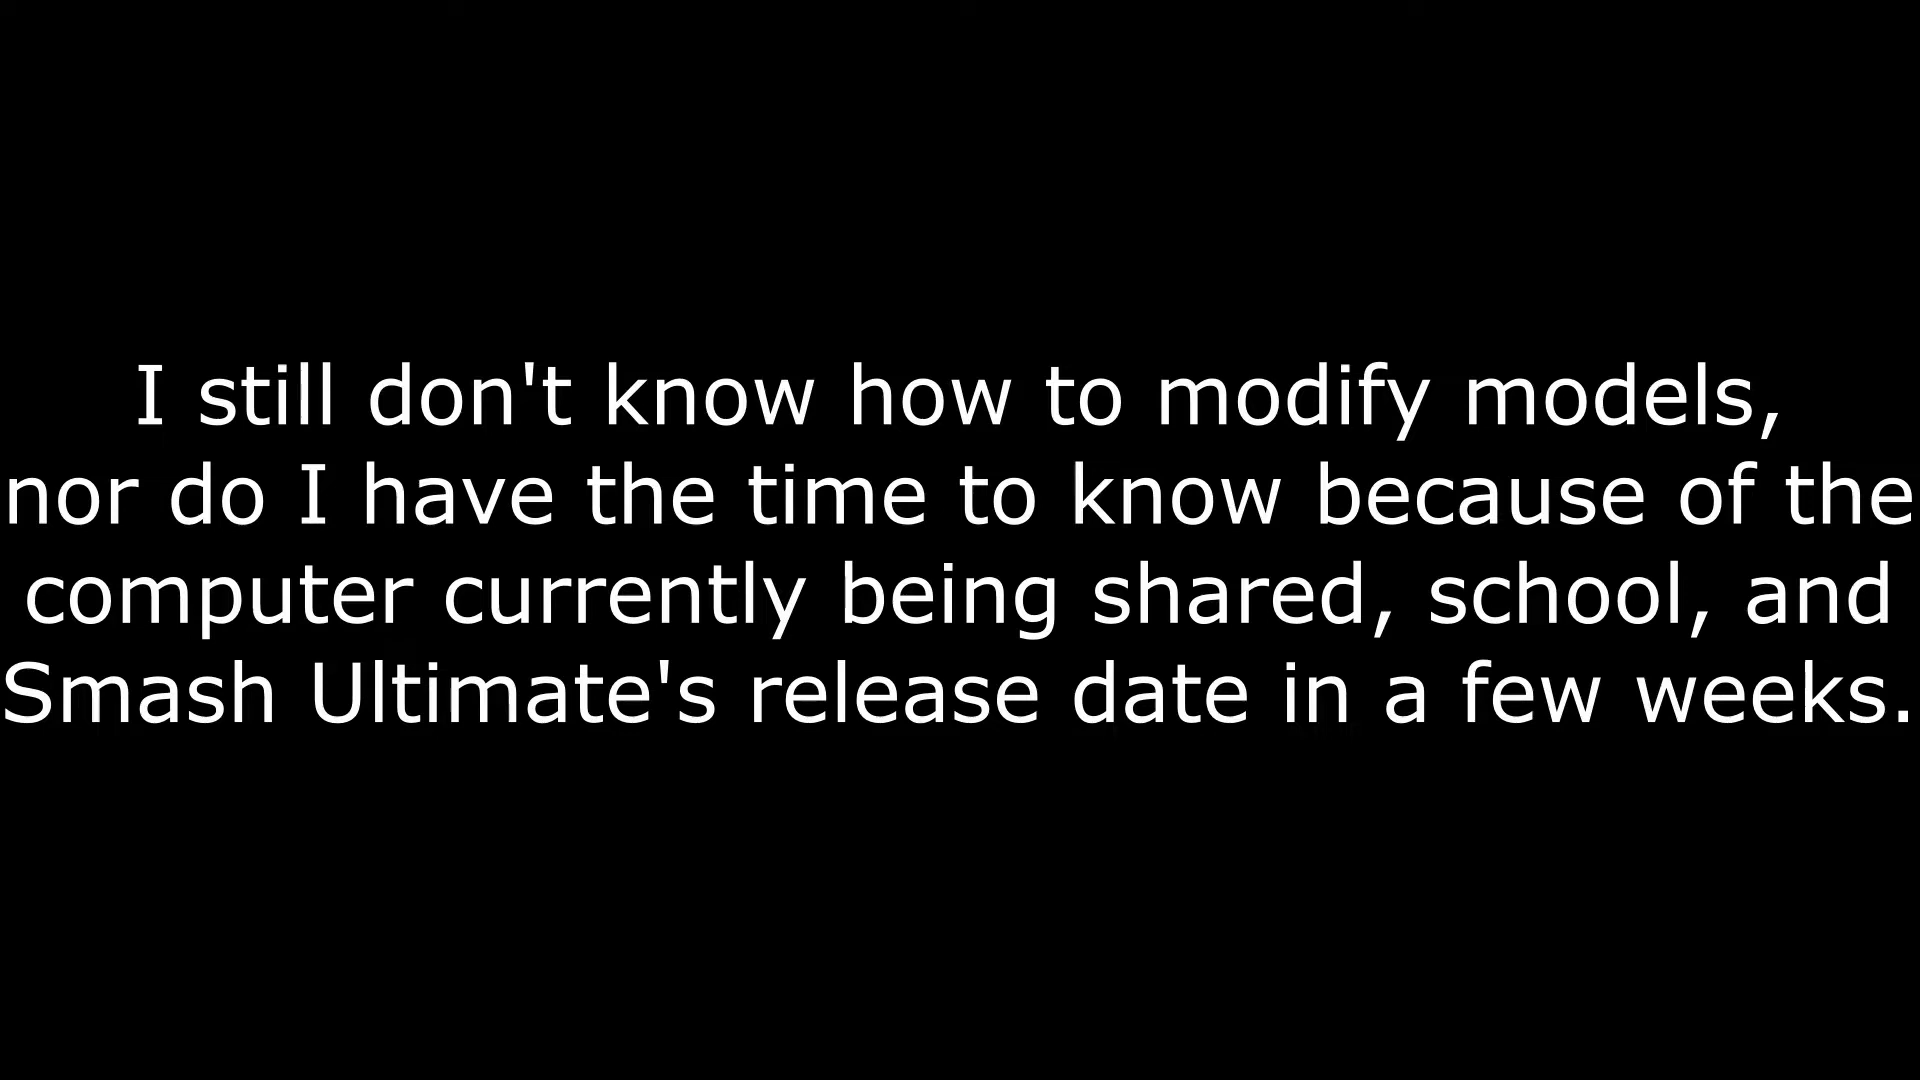 I still don't know how to modify models,
nor do I have the time to know because of the
computer currently being shared, school, and
Smash Ultimate's release date in a few weeks.